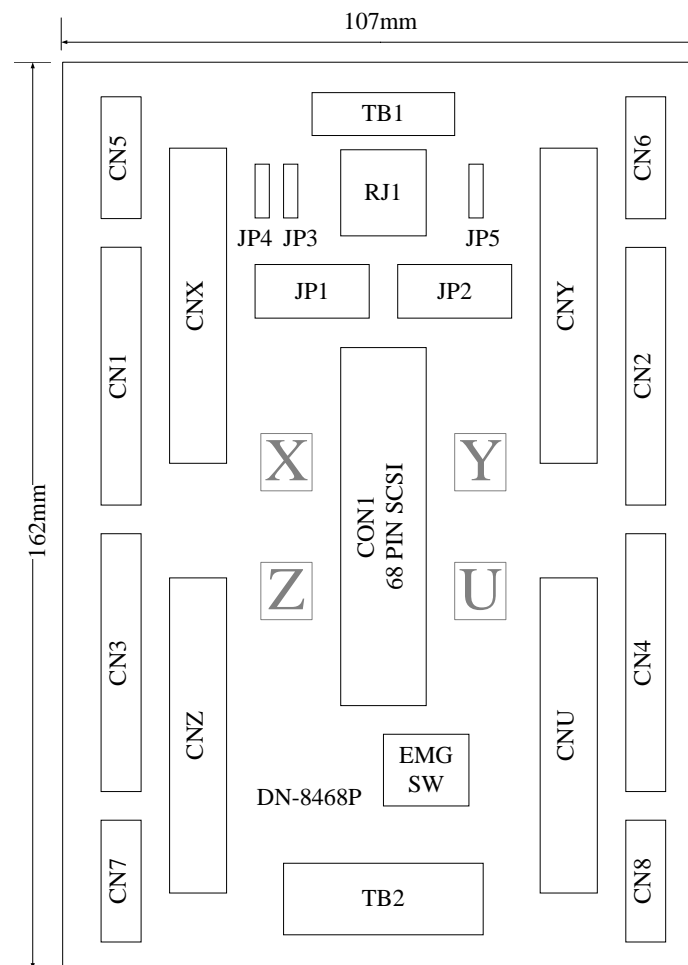 107mm
162mm
TB1
CN5
CN6
CNX
CNY
RJ1
JP4
JP3
JP5
JP1
JP2
CN1
CN2
X
Y
CON1
68 PIN SCSI
Z
U
CN3
CN4
CNZ
CNU
EMG
SW
DN-8468P
CN7
CN8
TB2